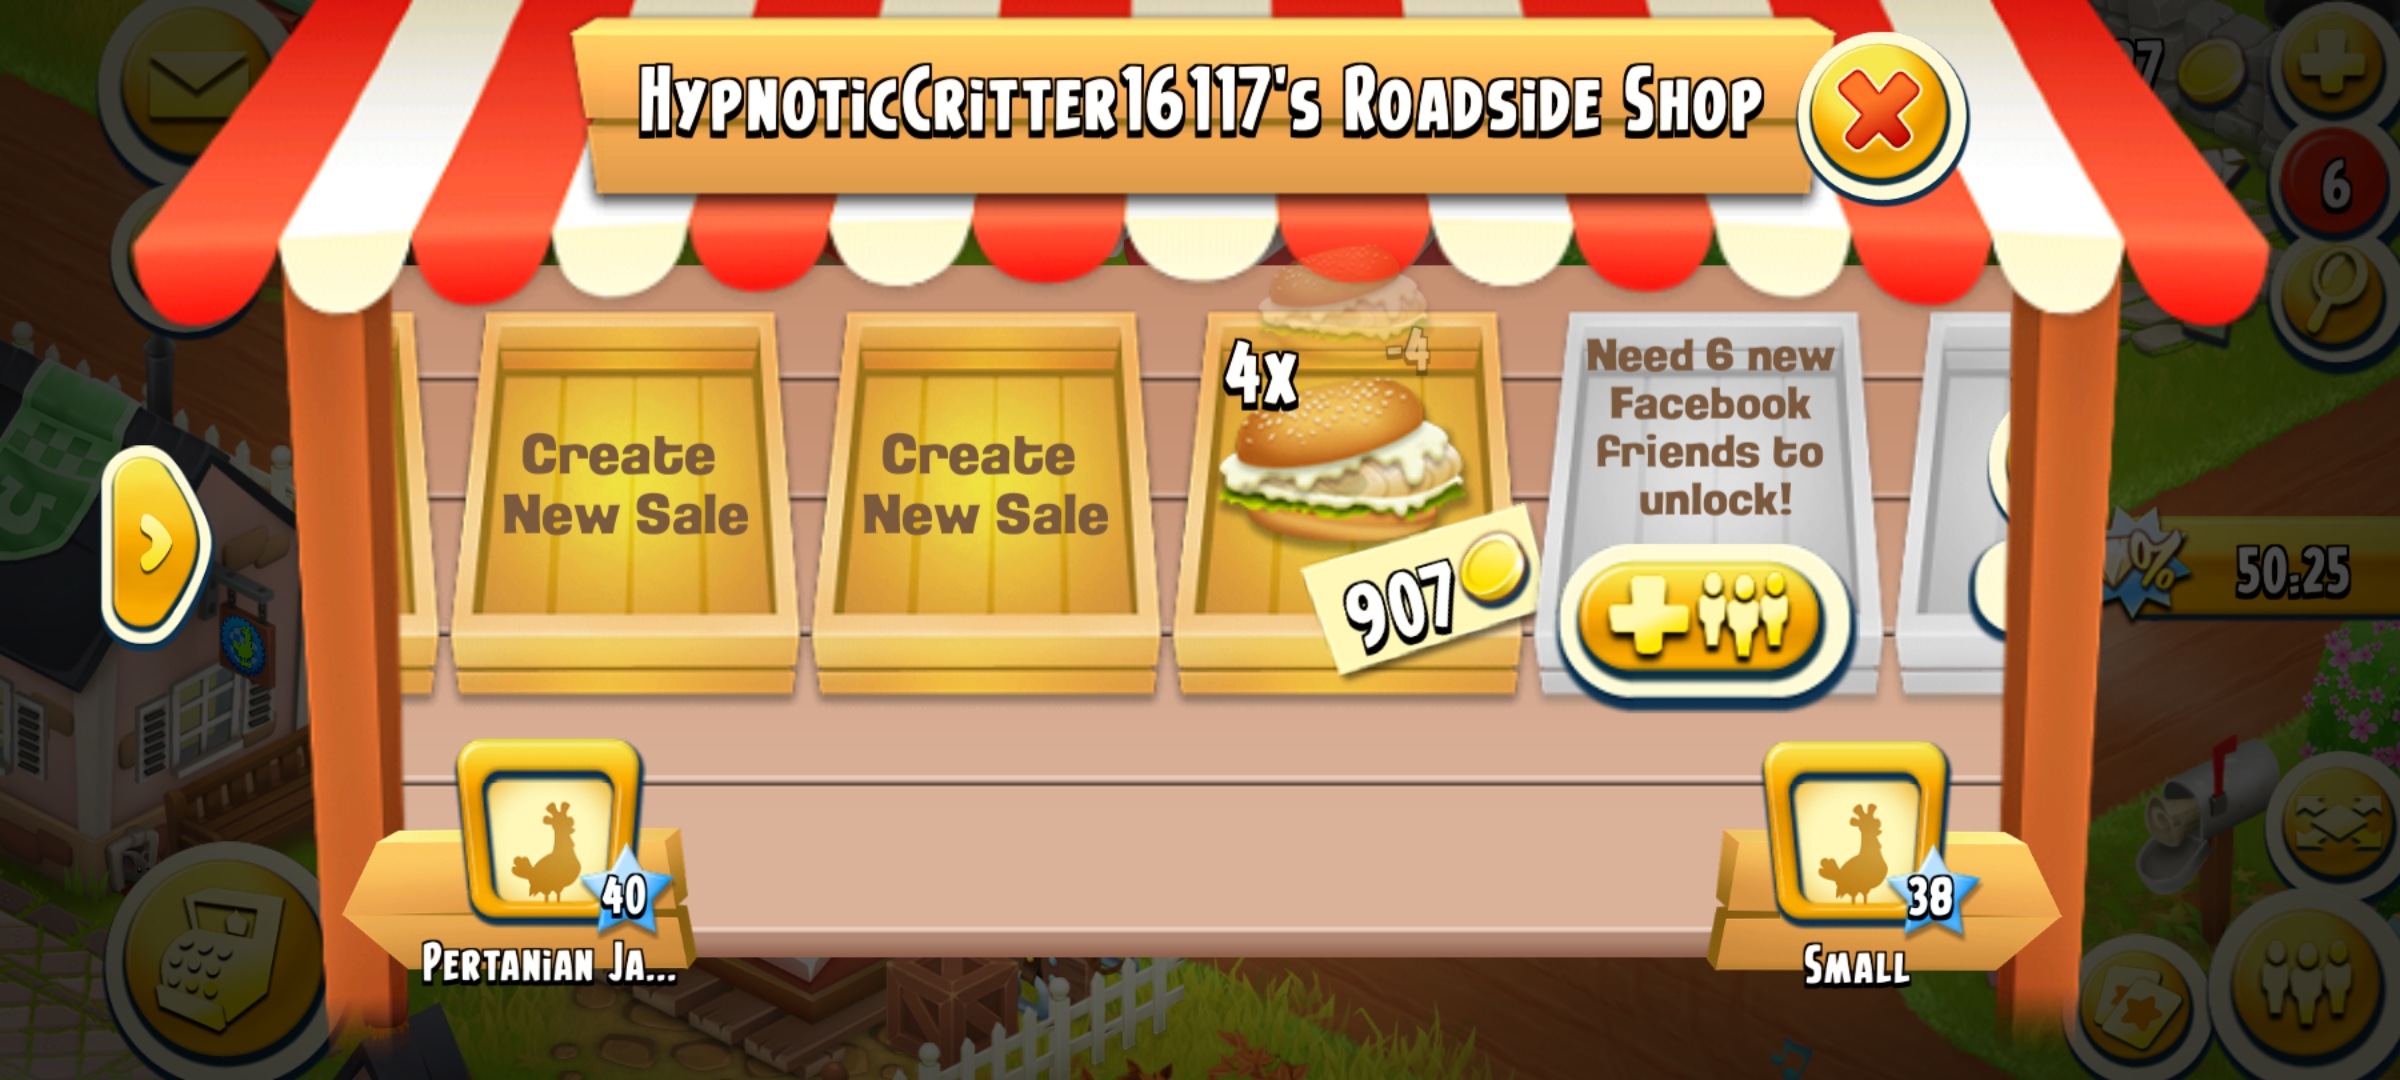 HypnoticCritter16117's Roadside Shop
6
4x
-4
Create
New Sale
Create
New Sale
907
Need 6 new
Facebook
friends to
unlock!
50:25
40
Pertanian Ja...
38
Small